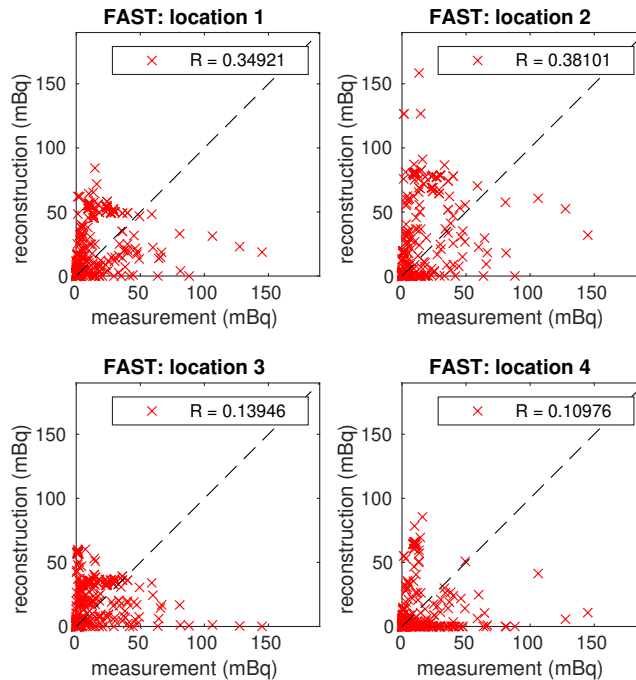 FAST: location 1
R = 0.34921
reconstruction (mBq)
150
100
50
0
0 50 100 150
measurement (mBq)
FAST: location 2
R = 0.38101
reconstruction (mBq)
150
100
50
0
0 50 100 150
measurement (mBq)
FAST: location 3
R = 0.13946
reconstruction (mBq)
150
100
50
0
0 50 100 150
measurement (mBq)
FAST: location 4
R = 0.10976
reconstruction (mBq)
150
100
50
0
0 50 100 150
measurement (mBq)